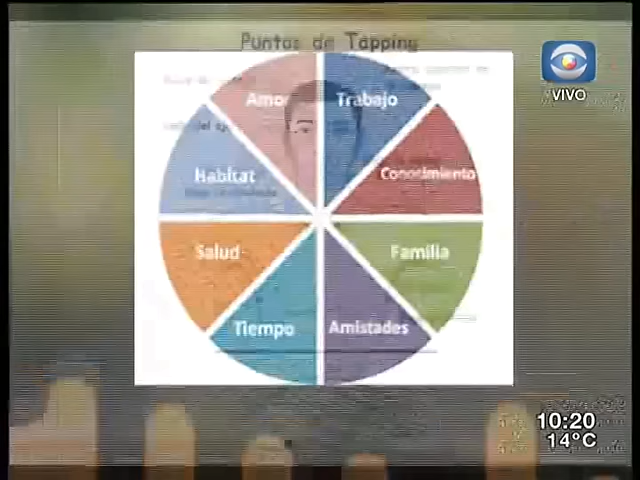 Puntos de Tapping
VIVO
Amor
Trabajo
Habitat
Conocimiento
Salud
Familia
Tiempo
Amistades
10:20
14°C